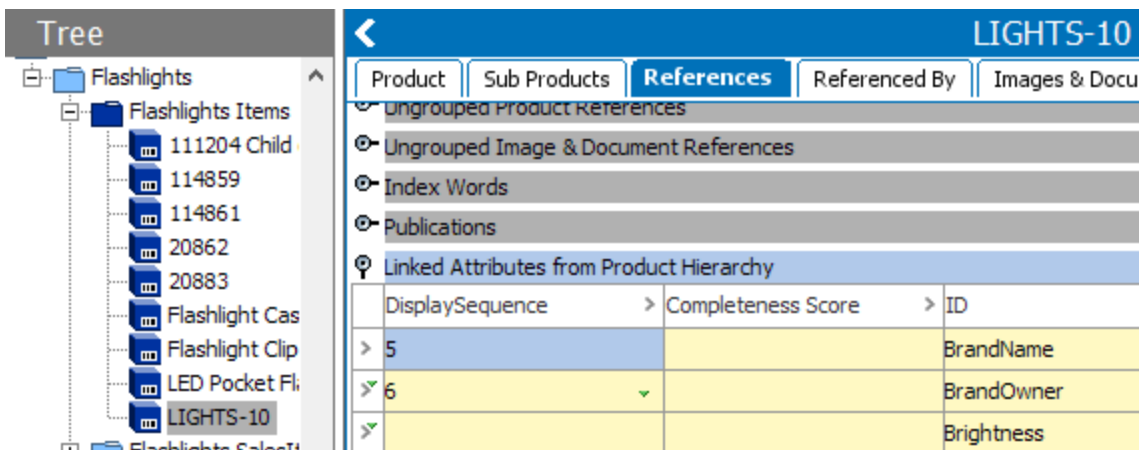 Tree
Flashlights
Flashlights Items
111204 Child
114859
114861
20862
20883
Flashlight Cas
Flashlight Clip
LED Pocket Fl
LIGHTS-10
Flashlights SalesIt
LIGHTS-10
Product
Sub Products
References
Referenced By
Images & Docu
Ungrouped Product References
Ungrouped Image & Document References
Index Words
Publications
Linked Attributes from Product Hierarchy
DisplaySequence > Completeness Score > ID
> 5 BrandName
> 6 BrandOwner
> Brightness